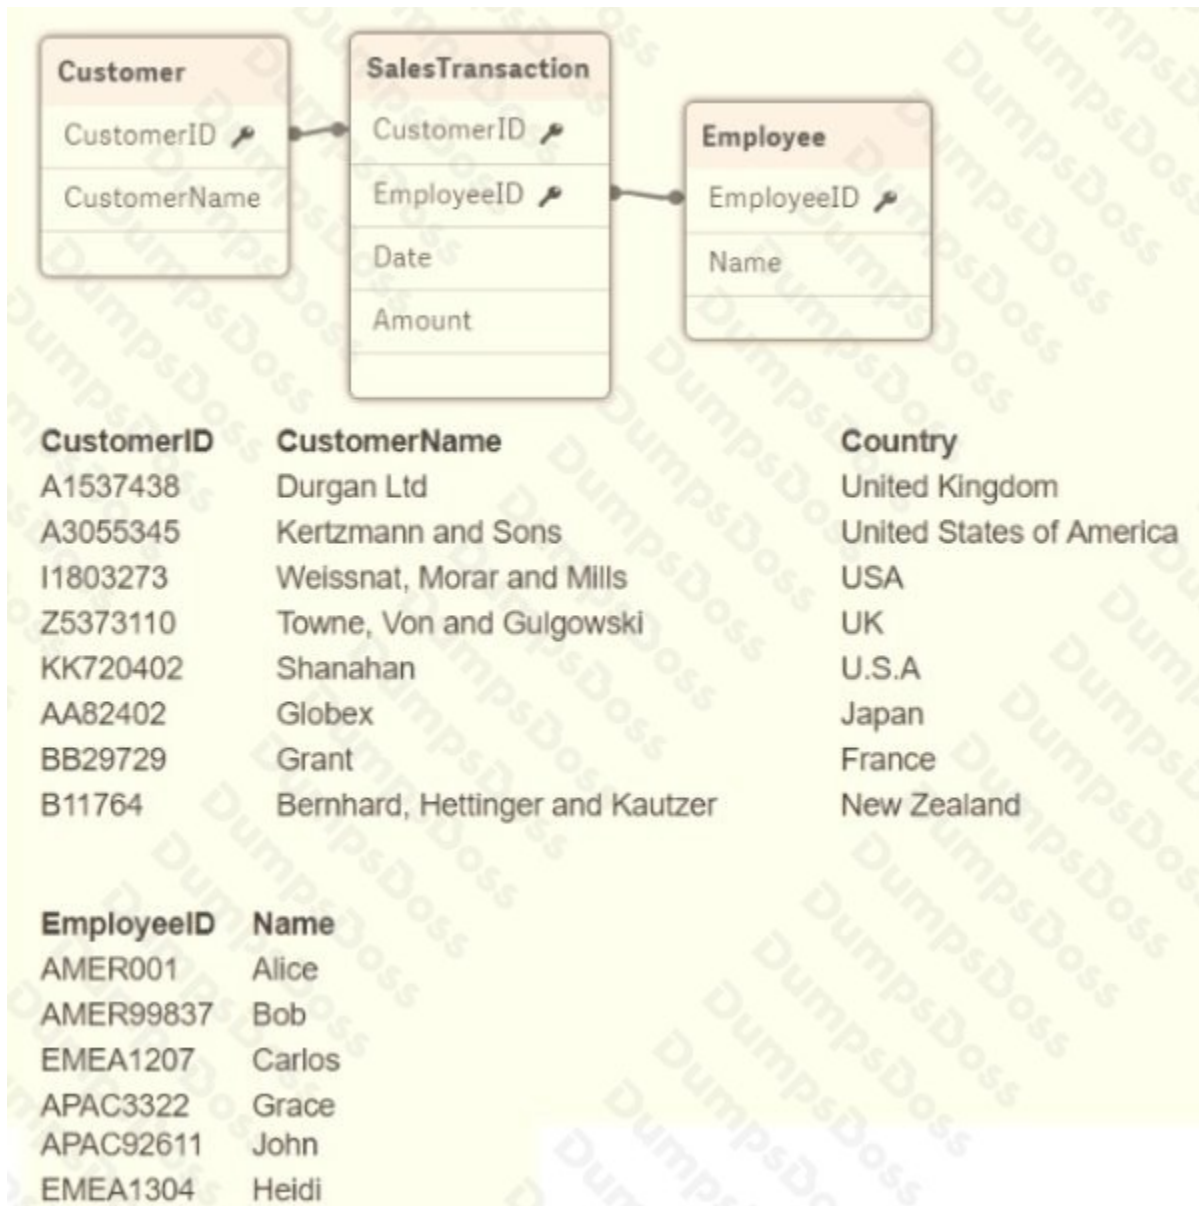 Customer
CustomerID
CustomerName
SalesTransaction
CustomerID
EmployeeID
Date
Amount
Employee
EmployeeID
Name
CustomerID CustomerName Country
A1537438 Durgan Ltd United Kingdom
A3055345 Kertzmann and Sons United States of America
I1803273 Weissnat, Morar and Mills USA
Z5373110 Towne, Von and Gulgowski UK
KK720402 Shanahan U.S.A
AA82402 Globex Japan
BB29729 Grant France
B11764 Bernhard, Hettinger and Kautzer New Zealand
EmployeeID Name
AMER001 Alice
AMER99837 Bob
EMEA1207 Carlos
APAC3322 Grace
APAC92611 John
EMEA1304 Heidi
DumpsDoss